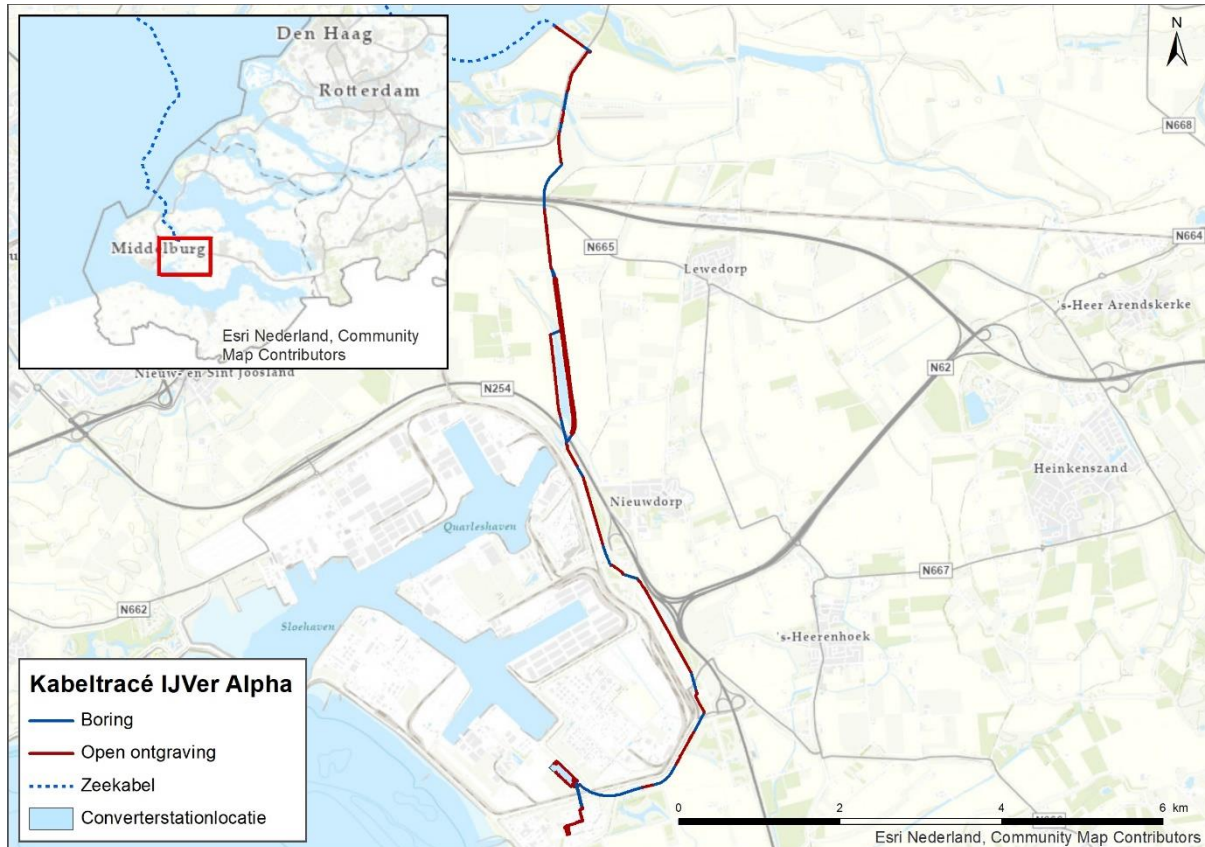 Den Haag
Rotterdam
Middelburg
Esri Nederland, Community
Map Contributors
N
N668
N665
N664
Lewedorp
's-Heer Arendskerke
Nieuw- en Sint Joosland
N254
N62
Heinkenszand
Nieuwdorp
Quarleshaven
N667
N662
Sloehaven
's-Heerenhoek
Kabeltracé IJVer Alpha
Boring
Open ontgraving
Zeekabel
Converterstationlocatie
0 2 4 6 km
Esri Nederland, Community Map Contributors